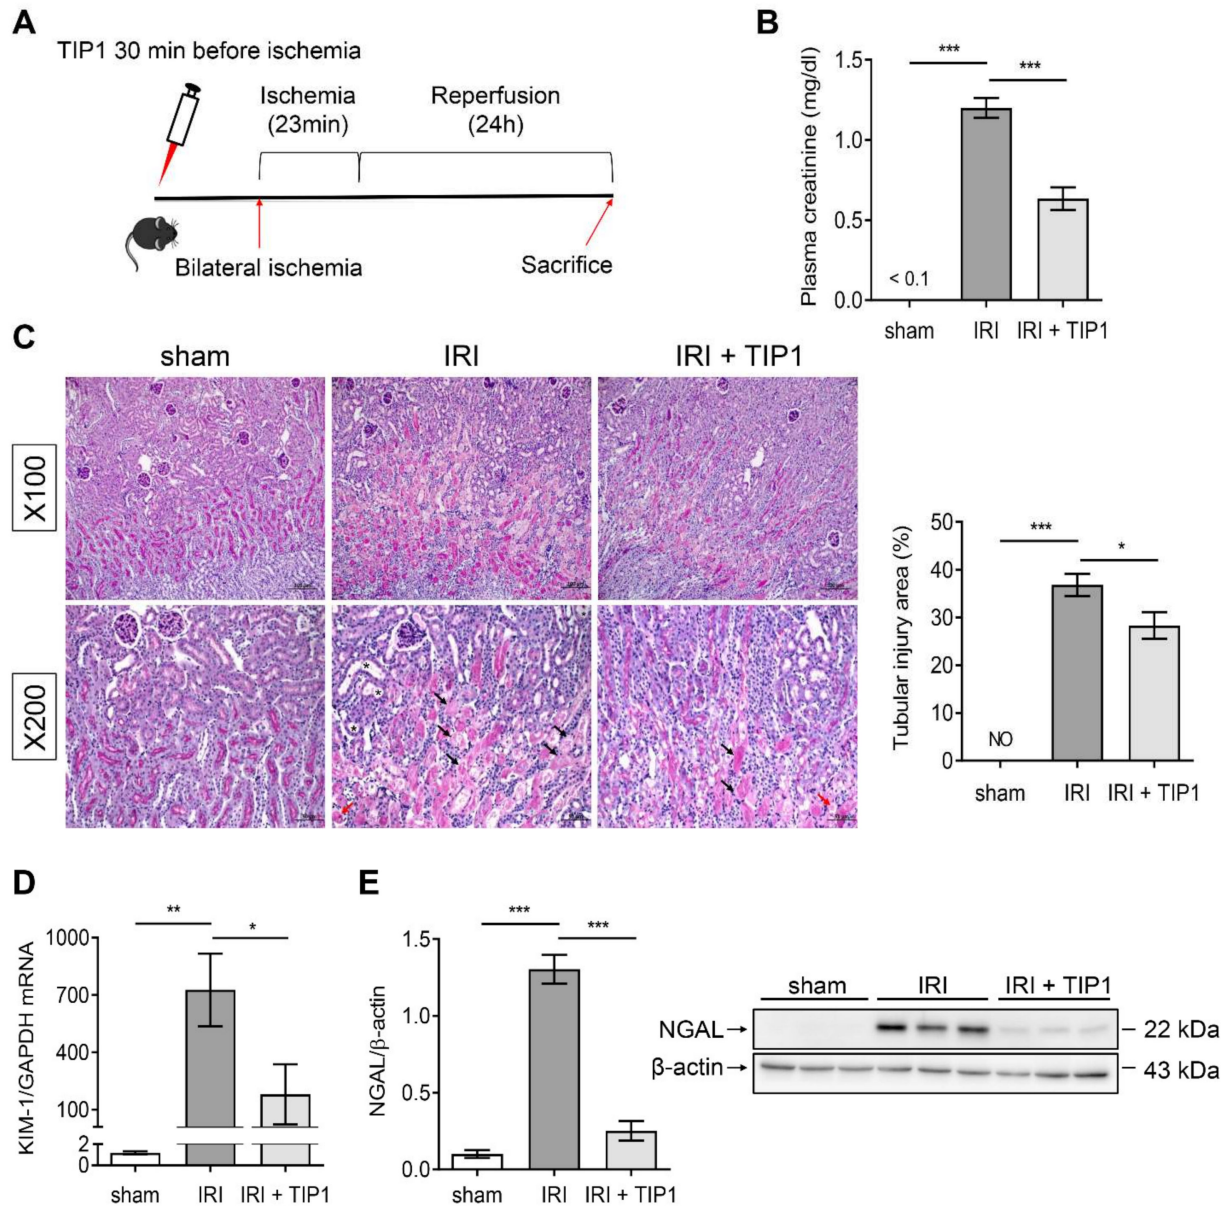 A
TIP1 30 min before ischemia
Ischemia
(23min)
Reperfusion
(24h)
Bilateral ischemia
Sacrifice
B
Plasma creatinine (mg/dl)
1.5
1.0
0.5
0.0
***
***
< 0.1
sham
IRI
IRI + TIP1
C
sham
IRI
IRI + TIP1
X100
X200
*
*
*
Tubular injury area (%)
50
40
30
20
10
0
***
*
NO
sham
IRI
IRI + TIP1
D
KIM-1/GAPDH mRNA
1000
700
400
100
2
0
**
*
sham
IRI
IRI + TIP1
E
NGAL/β-actin
1.5
1.0
0.5
0.0
***
***
sham
IRI
IRI + TIP1
sham
IRI
IRI + TIP1
NGAL
22 kDa
β-actin
43 kDa